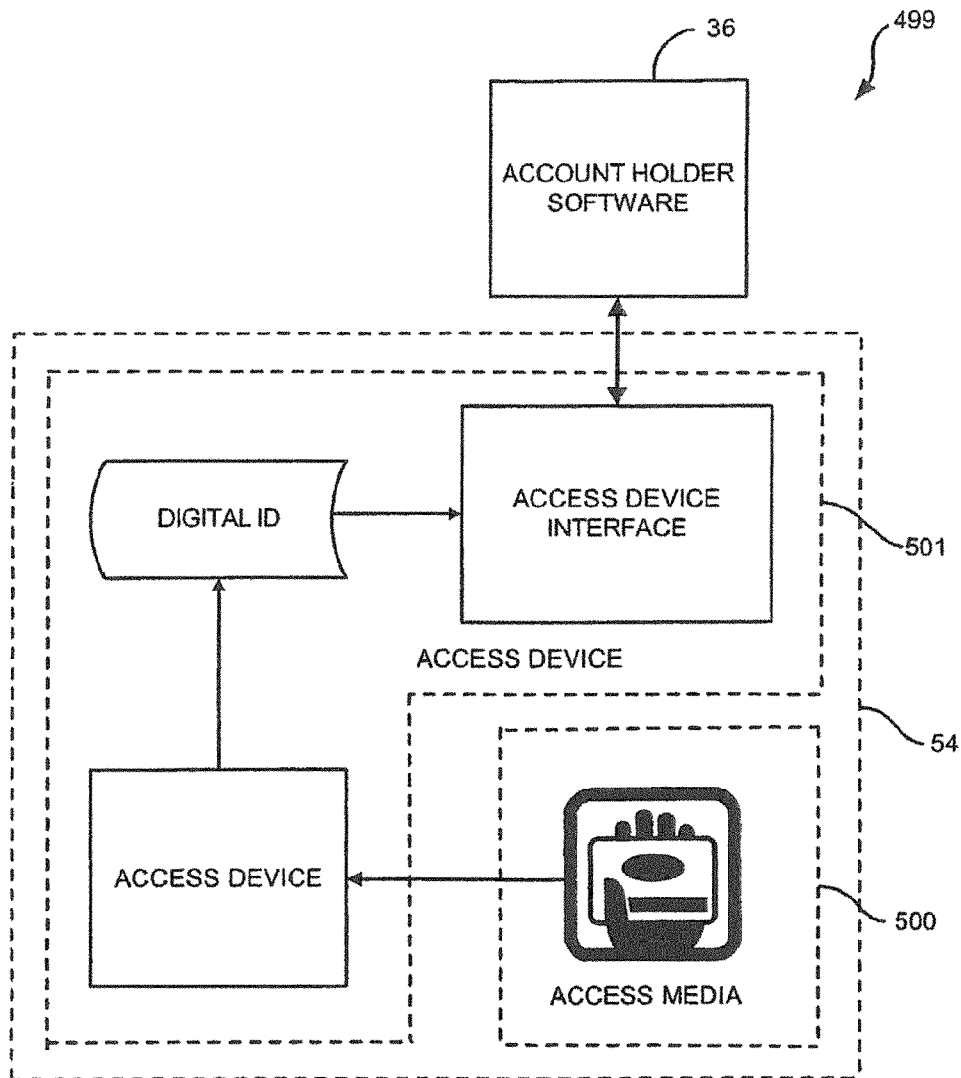 499
36
ACCOUNT HOLDER
SOFTWARE
DIGITAL ID
ACCESS DEVICE
INTERFACE
501
ACCESS DEVICE
54
ACCESS DEVICE
500
ACCESS MEDIA